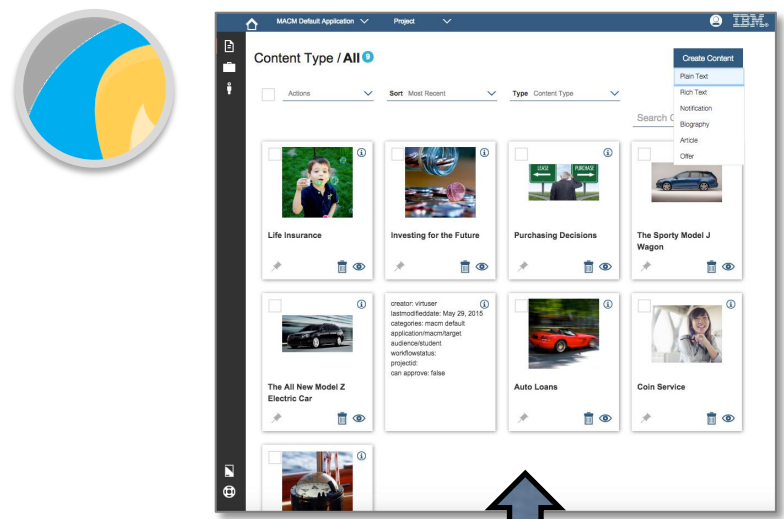 MACM Default Application
Project
IBM®
Content Type / All 9
Create Content
Plain Text
Rich Text
Notification
Biography
Article
Offer
Actions
Sort Most Recent
Type Content Type
Search
LEASE PURCHASE
Life Insurance
Investing for the Future
Purchasing Decisions
The Sporty Model J
Wagon
The All New Model Z
Electric Car
creator: virtuser
lastmodifieddate: May 29, 2015
categories: macm default
application/macm/target
audience/student
workflowstatus:
projectid:
can approve: false
Auto Loans
Coin Service